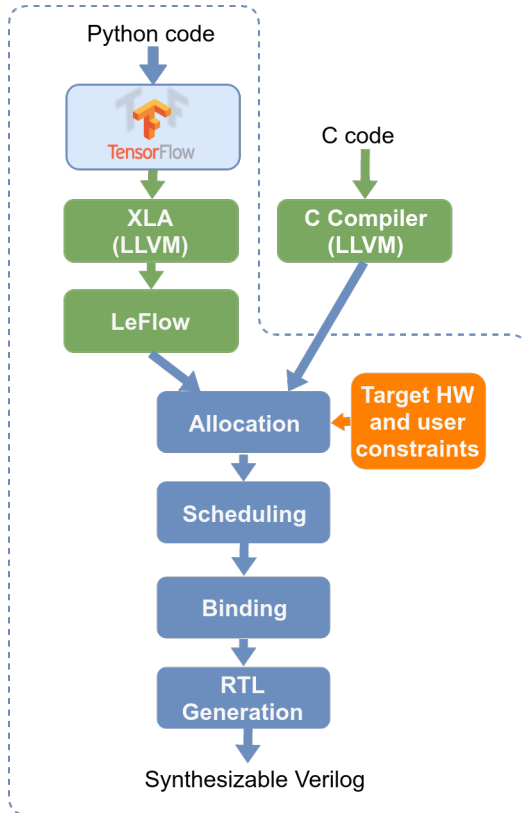 Python code
TensorFlow
C code
XLA
(LLVM)
C Compiler
(LLVM)
LeFlow
Allocation
Target HW
and user
constraints
Scheduling
Binding
RTL
Generation
Synthesizable Verilog